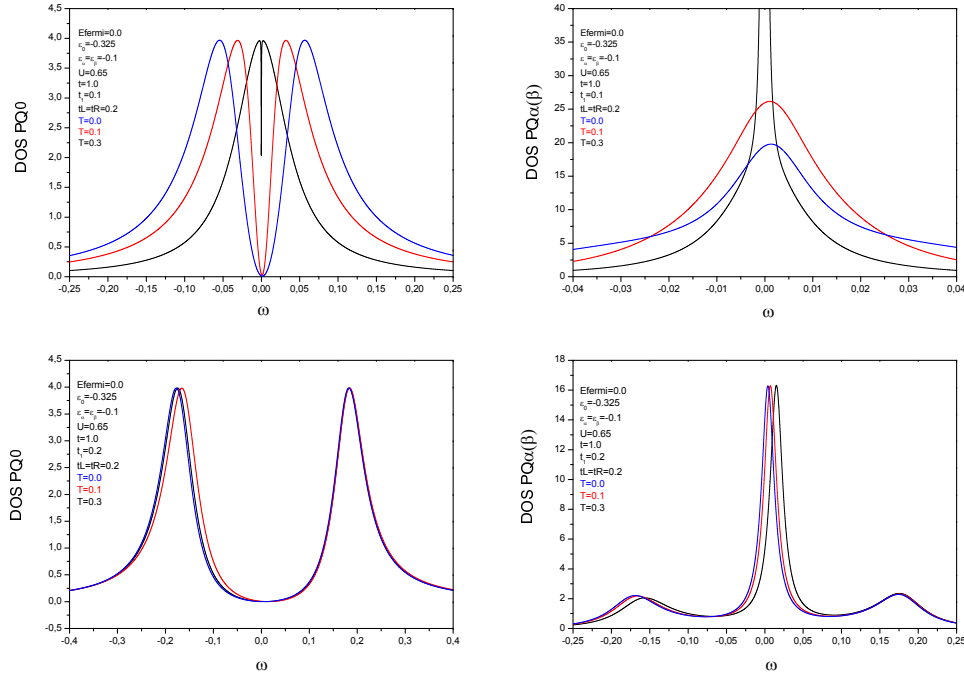 DOS PQ0
4,5
4,0
3,5
3,0
2,5
2,0
1,5
1,0
0,5
0,0
Efermi=0.0
ε0=-0.325
εα=εβ=-0.1
U=0.65
t=1.0
t1=0.1
tL=tR=0.2
T=0.0
T=0.1
T=0.3
-0,25 -0,20 -0,15 -0,10 -0,05 0,00 0,05 0,10 0,15 0,20 0,25
ω
DOS PQα(β)
40
35
30
25
20
15
10
5
0
Efermi=0.0
ε0=-0.325
εα=εβ=-0.1
U=0.65
t=1.0
t1=0.1
tL=tR=0.2
T=0.0
T=0.1
T=0.3
-0,04 -0,03 -0,02 -0,01 0,00 0,01 0,02 0,03 0,04
ω
DOS PQ0
4,5
4,0
3,5
3,0
2,5
2,0
1,5
1,0
0,5
0,0
-0,5
Efermi=0.0
ε0=-0.325
εα=εβ=-0.1
U=0.65
t=1.0
t1=0.2
tL=tR=0.2
T=0.0
T=0.1
T=0.3
-0,4 -0,3 -0,2 -0,1 0,0 0,1 0,2 0,3 0,4
ω
DOS PQα(β)
18
16
14
12
10
8
6
4
2
0
Efermi=0.0
ε0=-0.325
εα=εβ=-0.1
U=0.65
t=1.0
t1=0.2
tL=tR=0.2
T=0.0
T=0.1
T=0.3
-0,25 -0,20 -0,15 -0,10 -0,05 0,00 0,05 0,10 0,15 0,20 0,25
ω